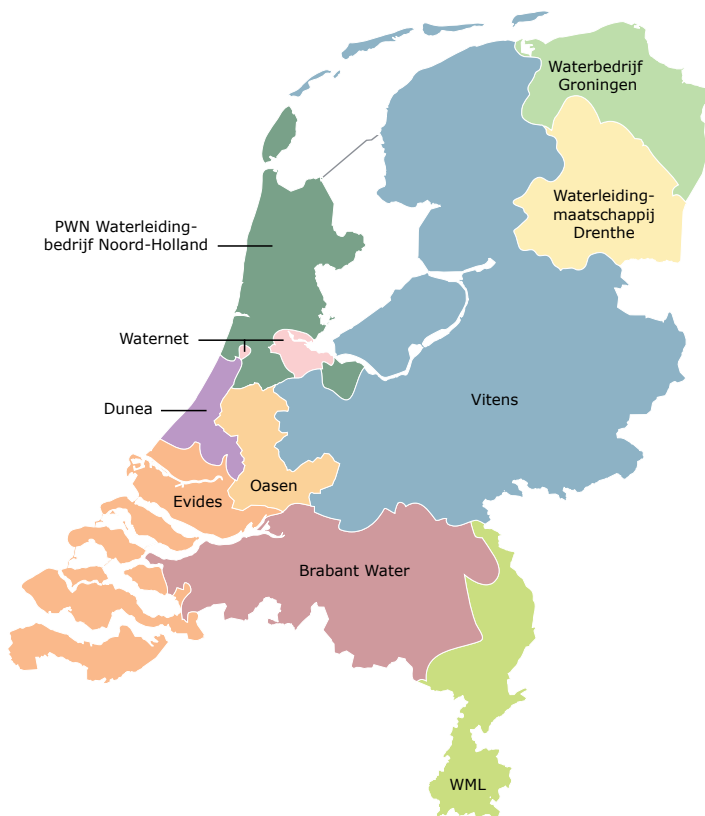 Waterbedrijf
Groningen
Waterleiding-
maatschappij
Drenthe
PWN Waterleiding-
bedrijf Noord-Holland
Waternet
Vitens
Dunea
Oasen
Evides
Brabant Water
WML